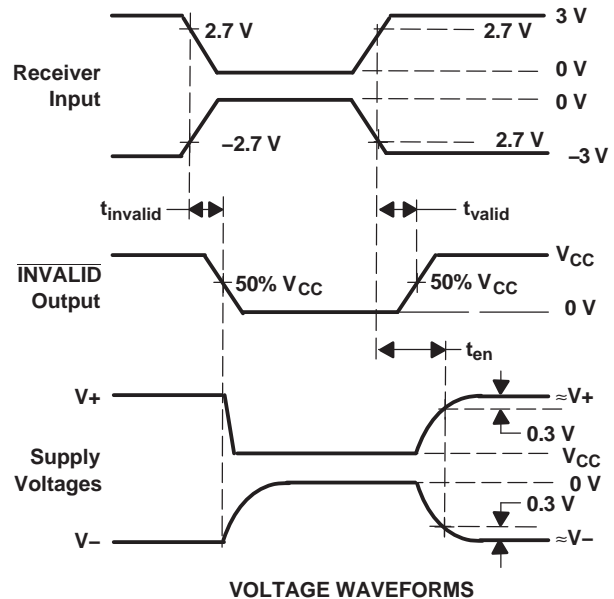 Receiver
Input
2.7 V
2.7 V
3 V
0 V
0 V
–2.7 V
2.7 V
–3 V
tinvalid
tvalid
INVALID
Output
50% VCC
50% VCC
VCC
0 V
ten
Supply
Voltages
V+
≈V+
0.3 V
VCC
0 V
0.3 V
V–
≈V–
VOLTAGE WAVEFORMS